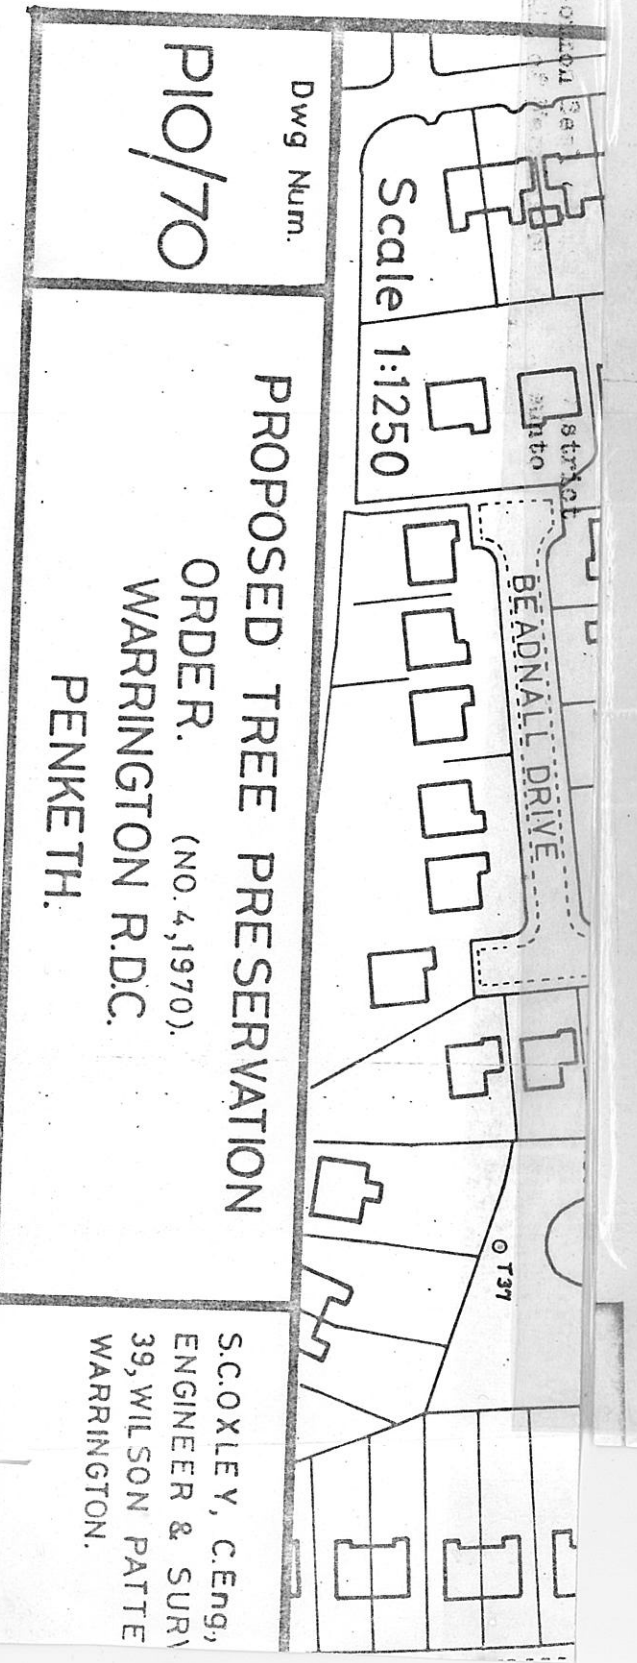 BEADNALL DRIVE
T37
Scale 1:1250
Dwg Num.
P10/70
PROPOSED TREE PRESERVATION
ORDER. (NO. 4,1970).
WARRINGTON R.D.C.
PENKETH.
S.C.OXLEY, C.Eng,
ENGINEER & SURV
39, WILSON PATTE
WARRINGTON.